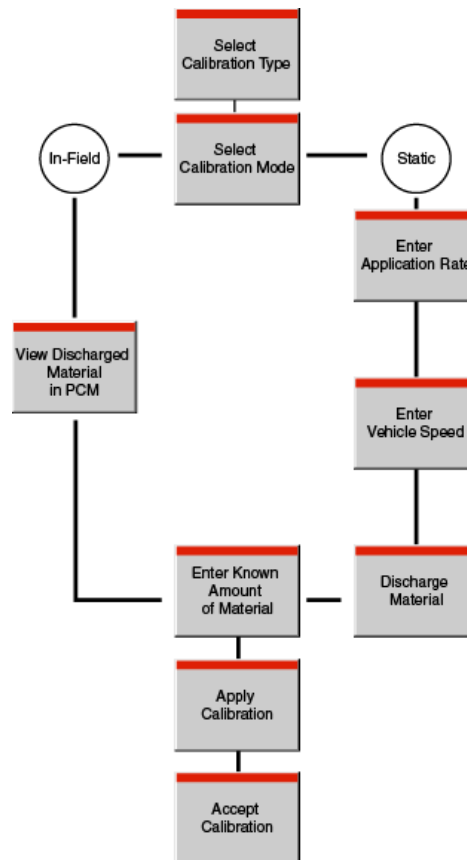 Select
Calibration Type
In-Field
Select
Calibration Mode
Static
Enter
Application Rate
View Discharged
Material
in PCM
Enter
Vehicle Speed
Enter Known
Amount
of Material
Discharge
Material
Apply
Calibration
Accept
Calibration